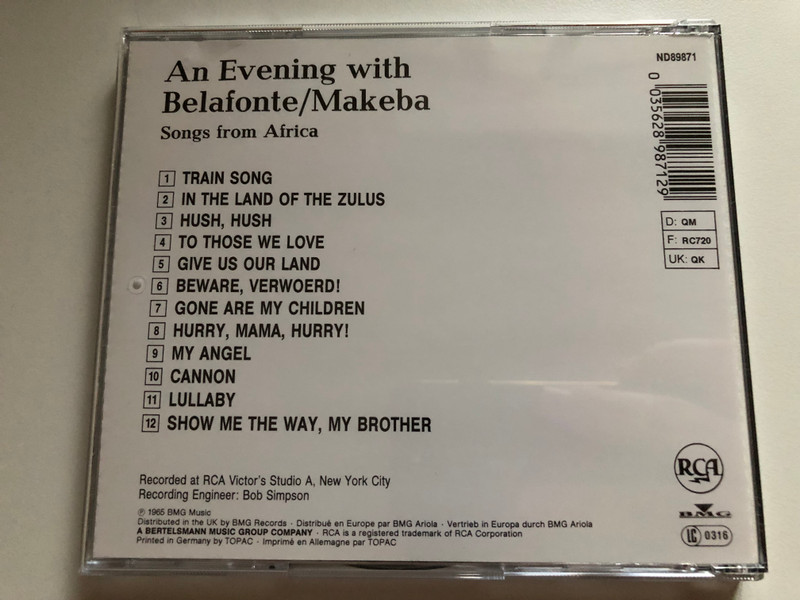 An Evening with
Belafonte/Makeba
Songs from Africa
1 TRAIN SONG
2 IN THE LAND OF THE ZULUS
3 HUSH, HUSH
4 TO THOSE WE LOVE
5 GIVE US OUR LAND
6 BEWARE, VERWOERD!
7 GONE ARE MY CHILDREN
8 HURRY, MAMA, HURRY!
9 MY ANGEL
10 CANNON
11 LULLABY
12 SHOW ME THE WAY, MY BROTHER
ND89871
0 035628 987129
D: QM
F: RC720
UK: QK
Recorded at RCA Victor's Studio A, New York City
Recording Engineer: Bob Simpson
℗ 1965 BMG Music
Distributed in the UK by BMG Records · Distribué en Europe par BMG Ariola · Vertrieb in Europa durch BMG Ariola
A BERTELSMANN MUSIC GROUP COMPANY · RCA is a registered trademark of RCA Corporation
Printed in Germany by TOPAC · Imprimé en Allemagne par TOPAC
RCA
BMG
LC 0316